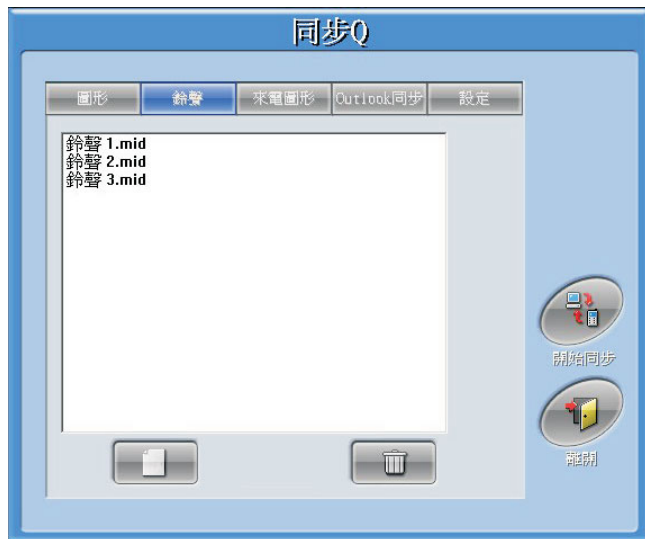 同步Q
圖形 鈴聲 來電圖形 Outlook同步 設定
鈴聲 1.mid
鈴聲 2.mid
鈴聲 3.mid
開始同步
離開